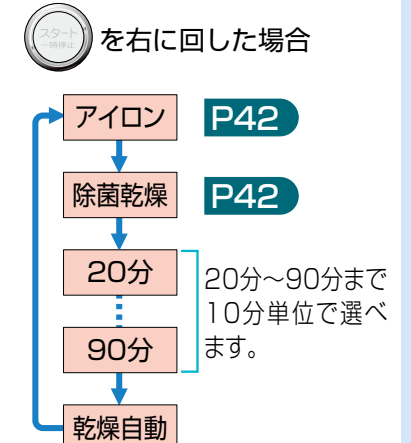 スタート
一時停止
を右に回した場合
アイロン P42
除菌乾燥 P42
20分
20分～90分まで
10分単位で選べ
ます。
90分
乾燥自動